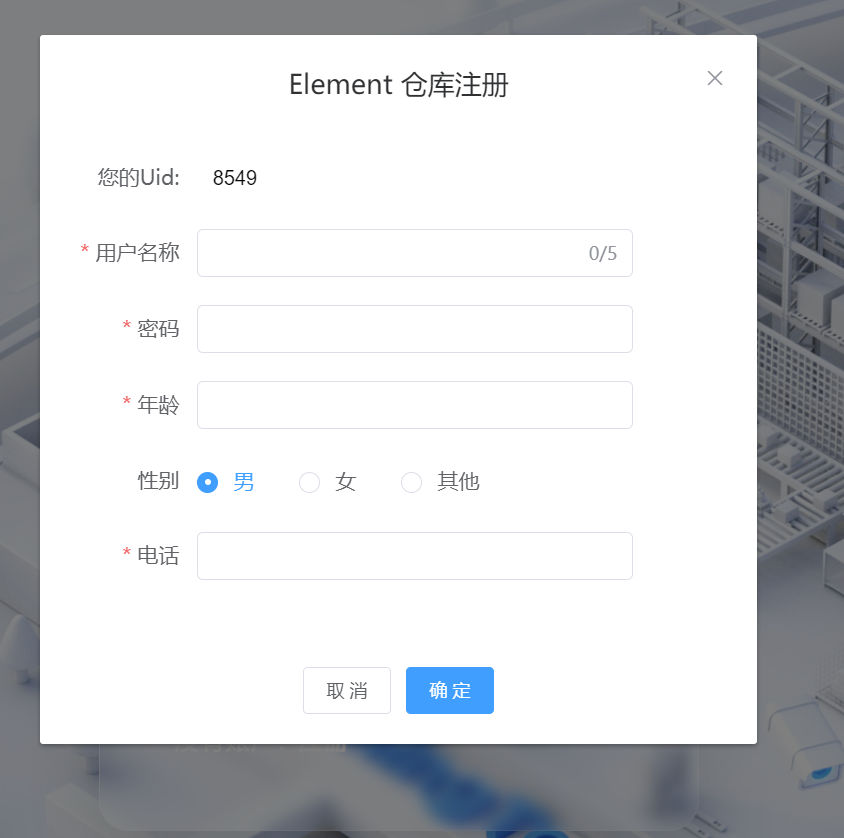 Element 仓库注册
您的Uid: 8549
* 用户名称 0/5
* 密码
* 年龄
性别 男 女 其他
* 电话
取消 确定